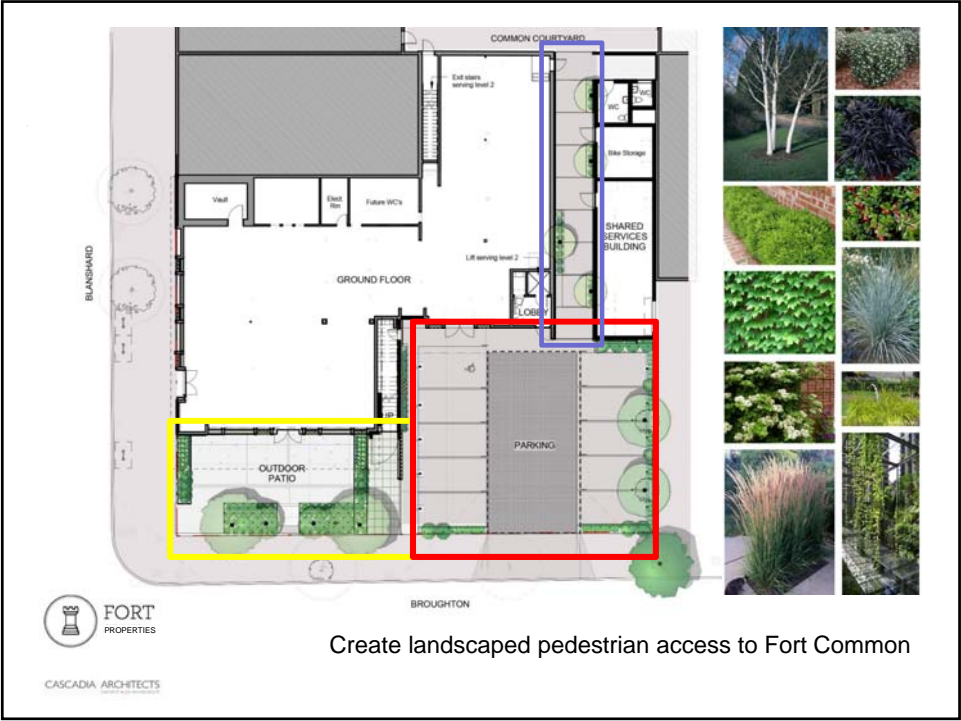 COMMON COURTYARD
Exit stairs
serving level 2
WC
WC
Bike Storage
Vault
Elect.
Rm
Future WC's
SHARED
SERVICES
BUILDING
Lift serving level 2
BLANSHARD
GROUND FLOOR
LOBBY
UP
PARKING
OUTDOOR
PATIO
BROUGHTON
FORT
PROPERTIES
Create landscaped pedestrian access to Fort Common
CASCADIA ARCHITECTS